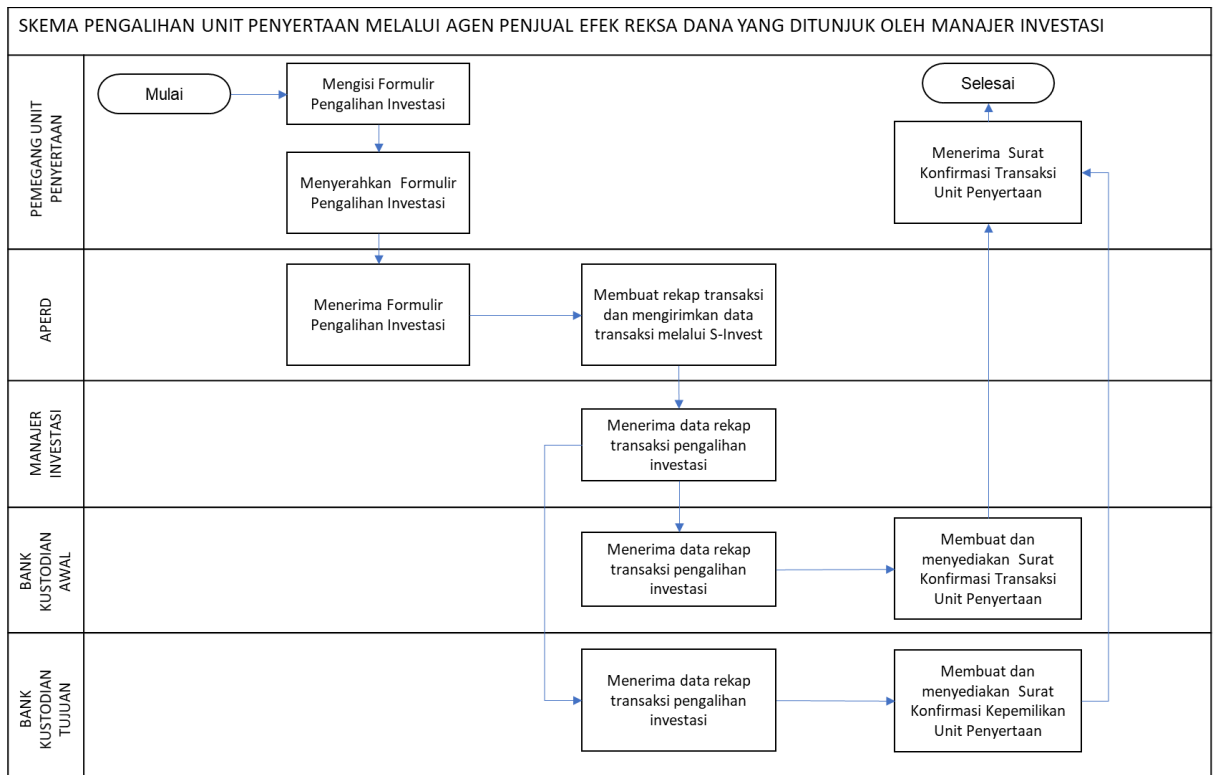 SKEMA PENGALIHAN UNIT PENYERTAAN MELALUI AGEN PENJUAL EFEK REKSA DANA YANG DITUNJUK OLEH MANAJER INVESTASI
PEMEGANG UNIT
PENYERTAAN
Mulai
Mengisi Formulir
Pengalihan Investasi
Menyerahkan Formulir
Pengalihan Investasi
Selesai
Menerima Surat
Konfirmasi Transaksi
Unit Penyertaan
APERD
Menerima Formulir
Pengalihan Investasi
Membuat rekap transaksi
dan mengirimkan data
transaksi melalui S-Invest
MANAJER
INVESTASI
Menerima data rekap
transaksi pengalihan
investasi
BANK
KUSTODIAN
AWAL
Menerima data rekap
transaksi pengalihan
investasi
Membuat dan
menyediakan Surat
Konfirmasi Transaksi
Unit Penyertaan
BANK
KUSTODIAN
TUJUAN
Menerima data rekap
transaksi pengalihan
investasi
Membuat dan
menyediakan Surat
Konfirmasi Kepemilikan
Unit Penyertaan